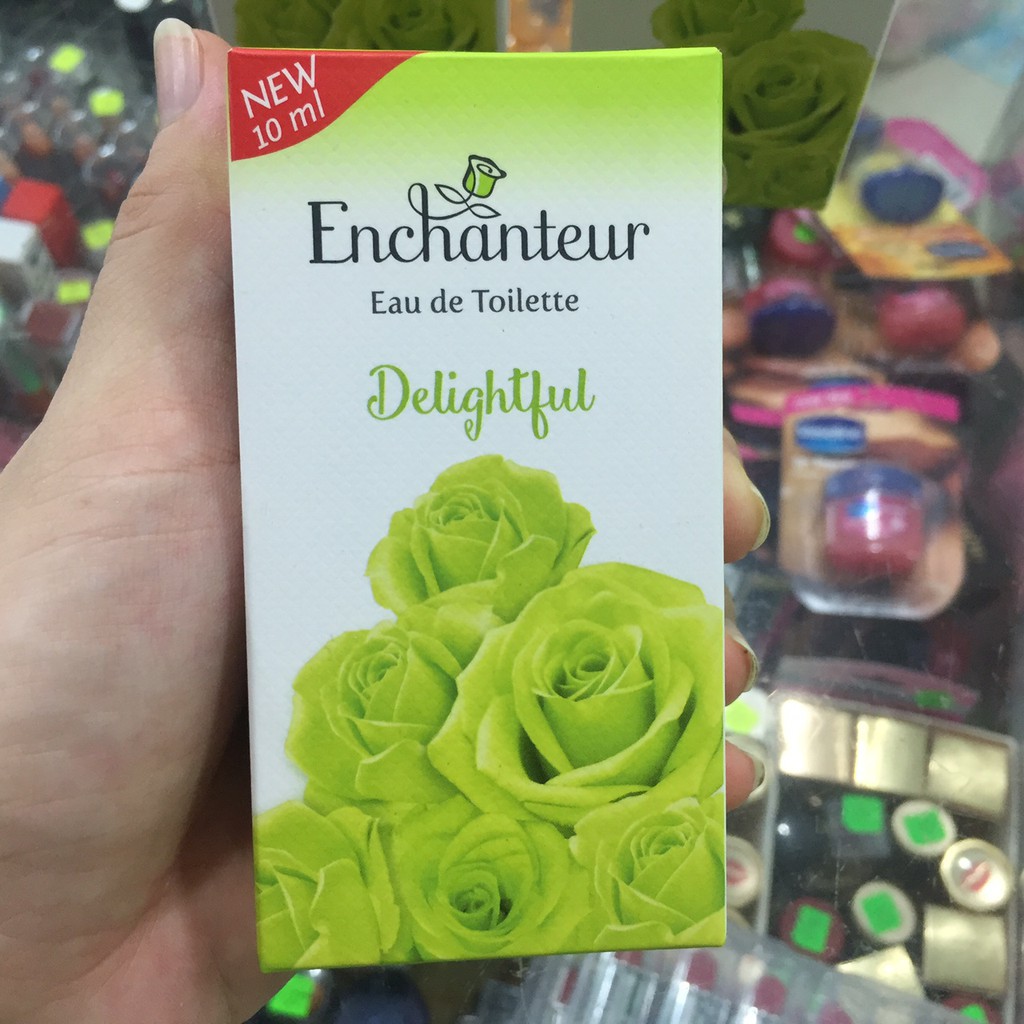 NEW
10 ml
Enchanteur
Eau de Toilette
Delightful